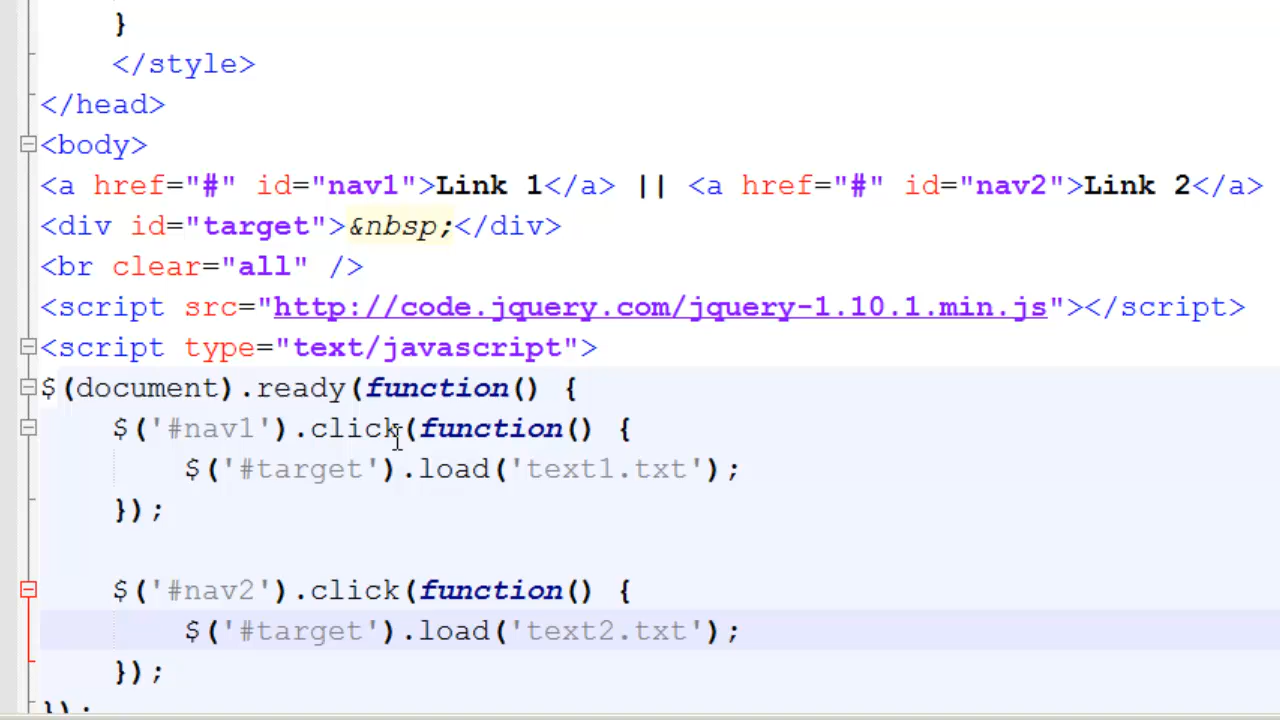 }
</style>
</head>
<body>
<a href="#" id="nav1">Link 1</a> || <a href="#" id="nav2">Link 2</a>
<div id="target">&nbsp;</div>
<br clear="all" />
<script src="http://code.jquery.com/jquery-1.10.1.min.js"></script>
<script type="text/javascript">
$(document).ready(function() {
$('#nav1').click(function() {
$('#target').load('text1.txt');
});
$('#nav2').click(function() {
$('#target').load('text2.txt');
});
});